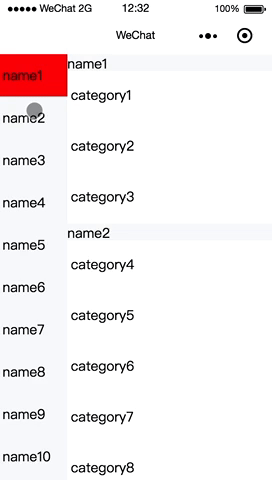 WeChat 2G 12:32 100%
WeChat
name1
name2
name3
name4
name5
name6
name7
name8
name9
name10
name1
category1
category2
category3
name2
category4
category5
category6
category7
category8